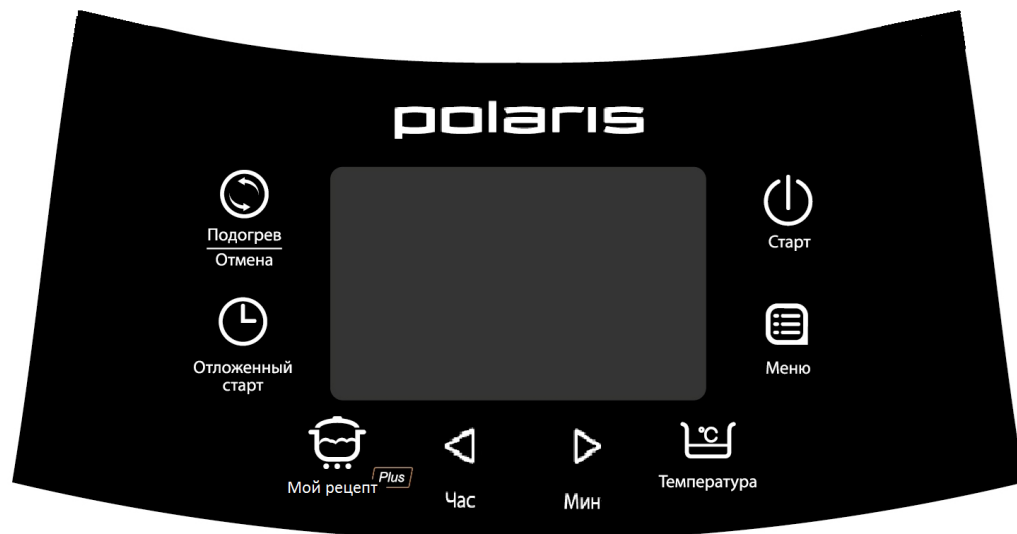 polaris
Подогрев
Отмена
Старт
Отложенный
старт
Меню
Мой рецепт Plus
Час
Мин
°C
Температура